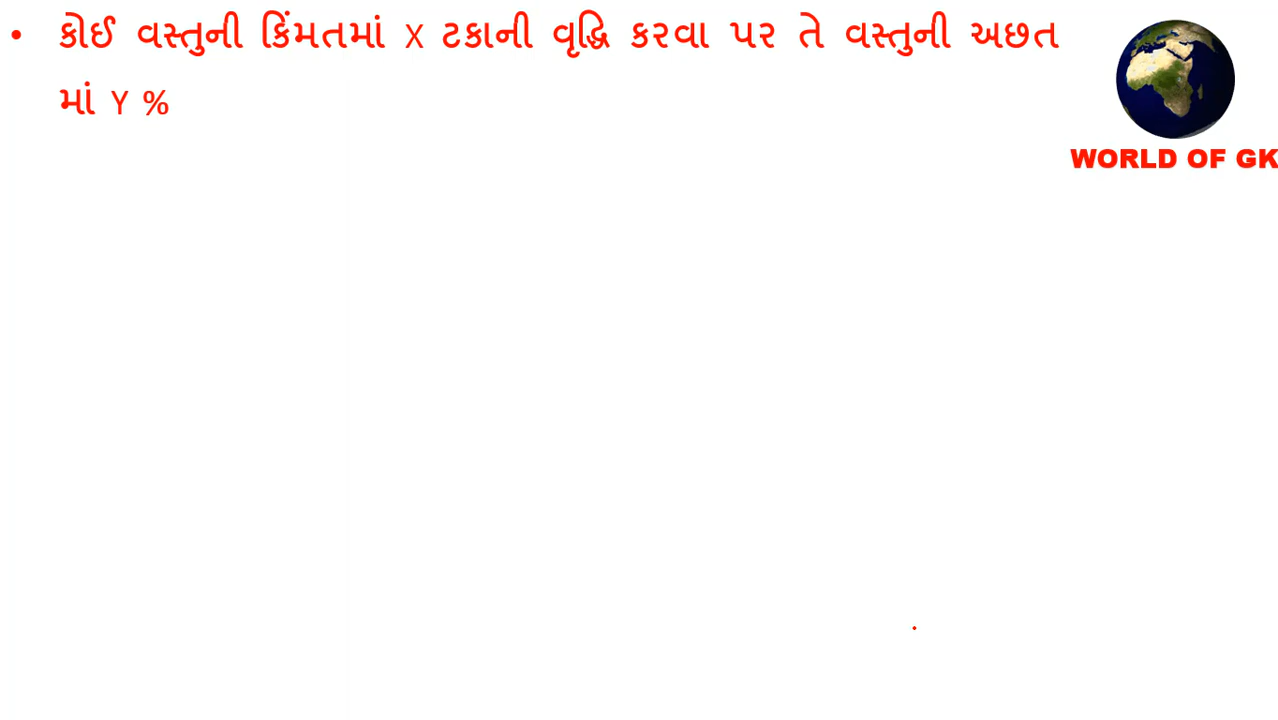 • કોઈ વસ્તુની કિંમતમાં X ટકાની વૃદ્ધિ કરવા પર તે વસ્તુની અછત
માં Y %
WORLD OF GK